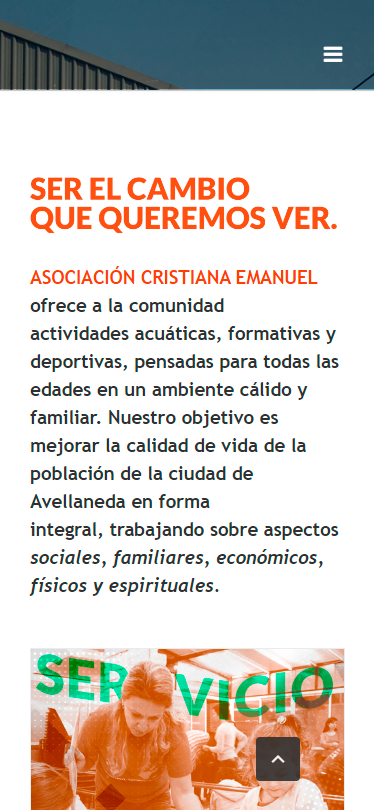 SER EL CAMBIO
QUE QUEREMOS VER.
ASOCIACIÓN CRISTIANA EMANUEL
ofrece a la comunidad
actividades acuáticas, formativas y
deportivas, pensadas para todas las
edades en un ambiente cálido y
familiar. Nuestro objetivo es
mejorar la calidad de vida de la
población de la ciudad de
Avellaneda en forma
integral, trabajando sobre aspectos
sociales, familiares, económicos,
físicos y espirituales.
SERVICIO